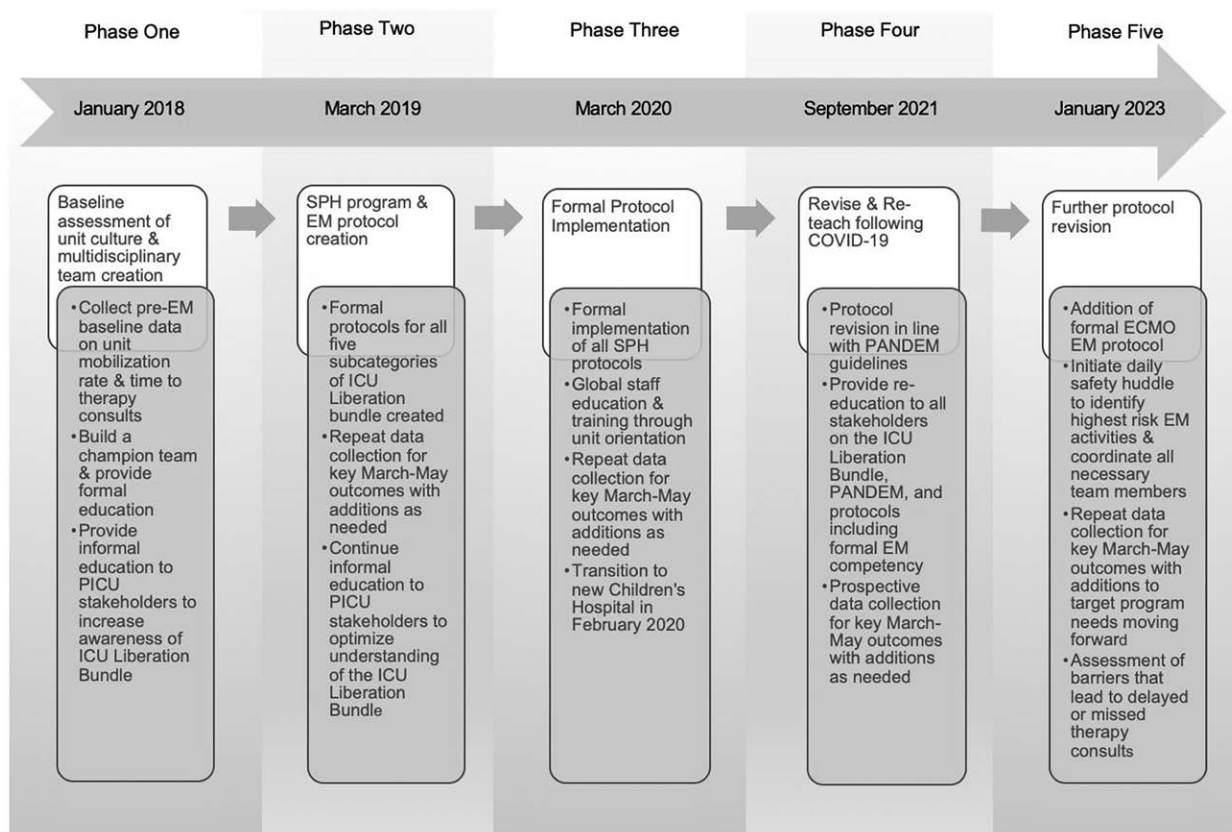 Phase One
Phase Two
Phase Three
Phase Four
Phase Five
January 2018
March 2019
March 2020
September 2021
January 2023
Baseline
assessment of
unit culture &
multidisciplinary
team creation
•Collect pre-EM
baseline data
on unit
mobilization
rate & time to
therapy
consults
•Build a
champion team
& provide
formal
education
•Provide
informal
education to
PICU
stakeholders to
increase
awareness of
ICU Liberation
Bundle
SPH program &
EM protocol
creation
•Formal
protocols for all
five
subcategories
of ICU
Liberation
bundle created
•Repeat data
collection for
key March-May
outcomes with
additions as
needed
•Continue
informal
education to
PICU
stakeholders to
optimize
understanding
of the ICU
Liberation
Bundle
Formal Protocol
Implementation
•Formal
implementation
of all SPH
protocols
•Global staff
education &
training through
unit orientation
•Repeat data
collection for
key March-May
outcomes with
additions as
needed
•Transition to
new Children's
Hospital in
February 2020
Revise & Re-
teach following
COVID-19
•Protocol
revision in line
with PANDEM
guidelines
•Provide re-
education to all
stakeholders
on the ICU
Liberation
Bundle,
PANDEM, and
protocols
including
formal EM
competency
•Prospective
data collection
for key March-
May outcomes
with additions
as needed
Further protocol
revision
•Addition of
formal ECMO
EM protocol
•Initiate daily
safety huddle
to identify
highest risk EM
activities &
coordinate all
necessary
team members
•Repeat data
collection for
key March-May
outcomes with
additions to
target program
needs moving
forward
•Assessment of
barriers that
lead to delayed
or missed
therapy
consults